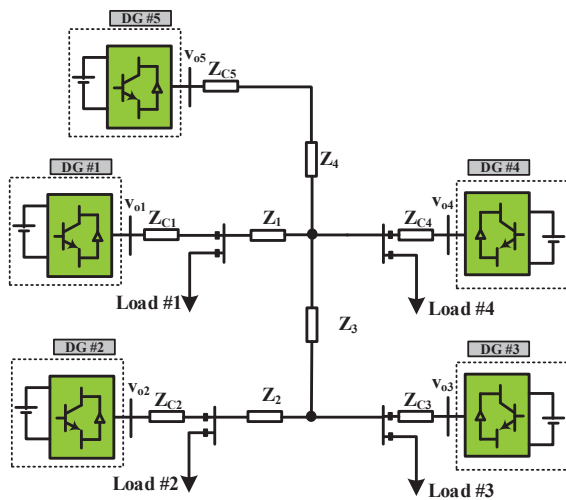 DG #5
vo5
ZC5
Z4
DG #1
vo1
ZC1
Z1
DG #4
ZC4
vo4
Load #1
Load #4
Z3
DG #2
vo2
ZC2
Z2
DG #3
ZC3
vo3
Load #2
Load #3